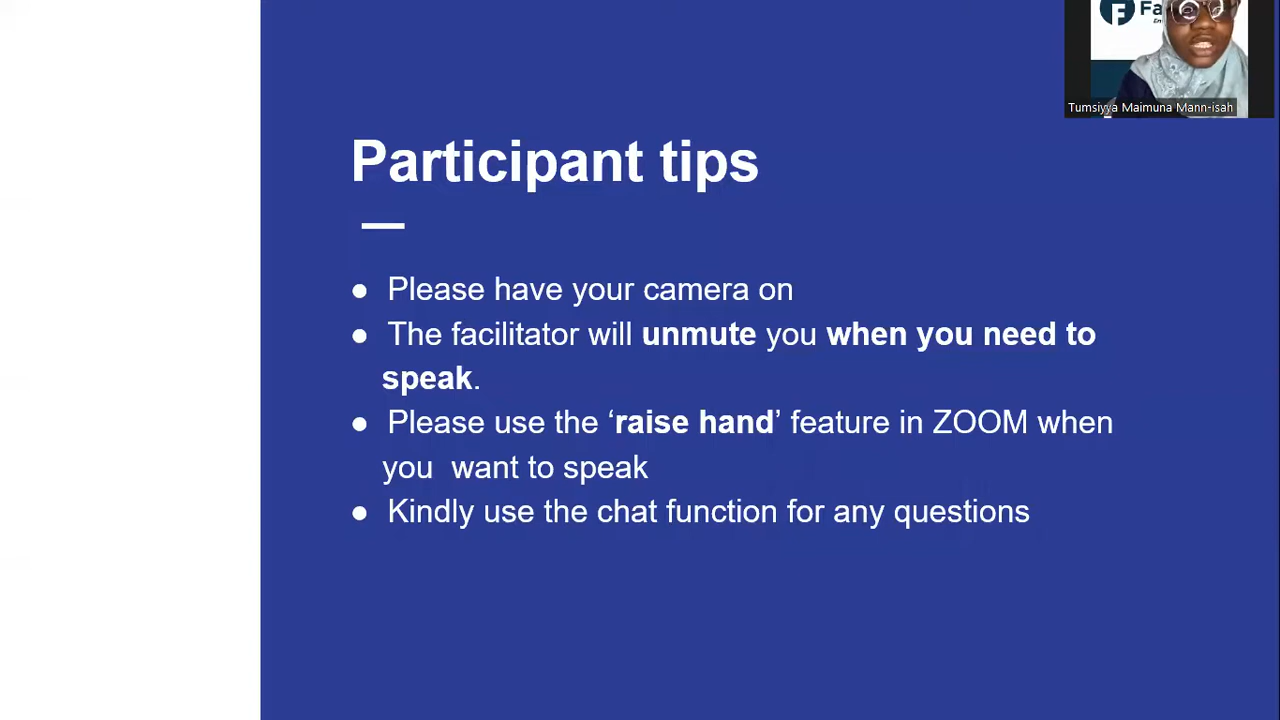 Fa
En
Tumsiyya Maimuna Mann-isah
Participant tips
● Please have your camera on
● The facilitator will unmute you when you need to
speak.
● Please use the ‘raise hand’ feature in ZOOM when
you  want to speak
● Kindly use the chat function for any questions